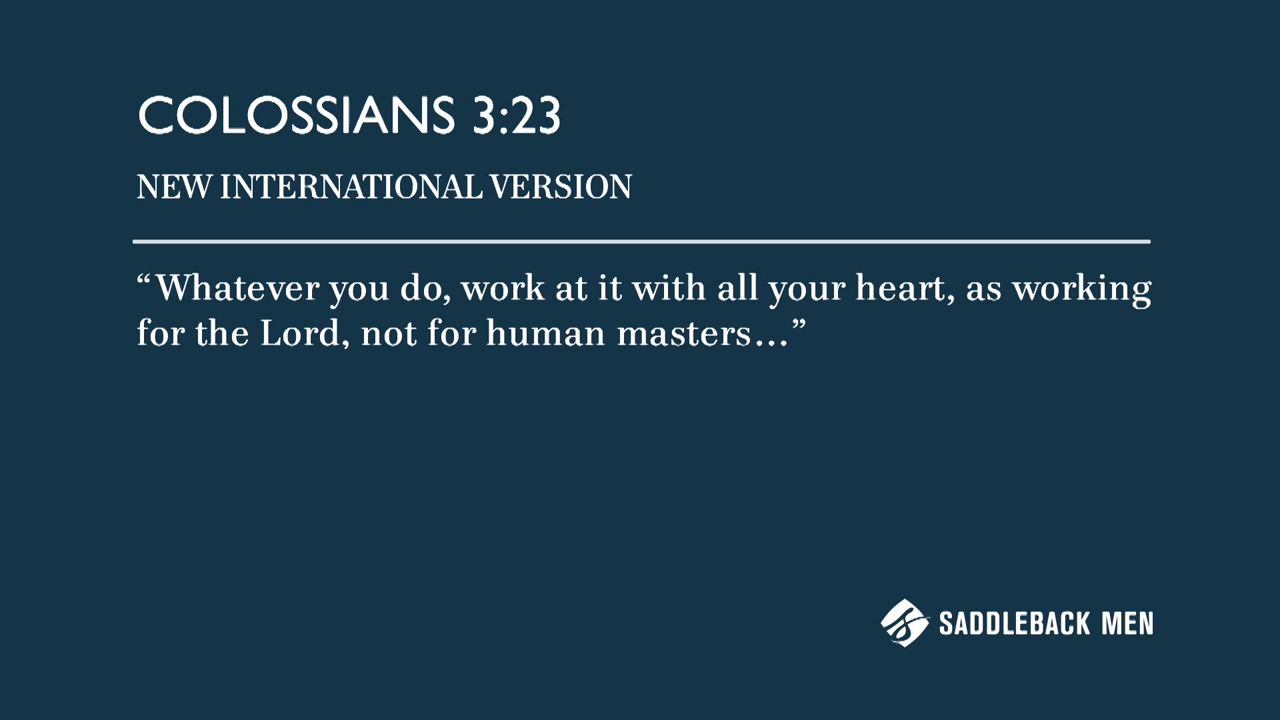 COLOSSIANS 3:23
NEW INTERNATIONAL VERSION
“Whatever you do, work at it with all your heart, as working
for the Lord, not for human masters…”
SADDLEBACK MEN